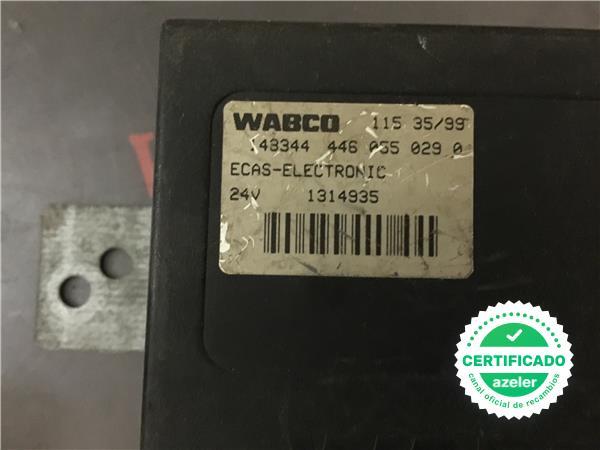 WABCO 115 35/99
143344 446 055 029 0
ECAS-ELECTRONIC
24V 1314935
CERTIFICADO
azeler
canal oficial de recambios